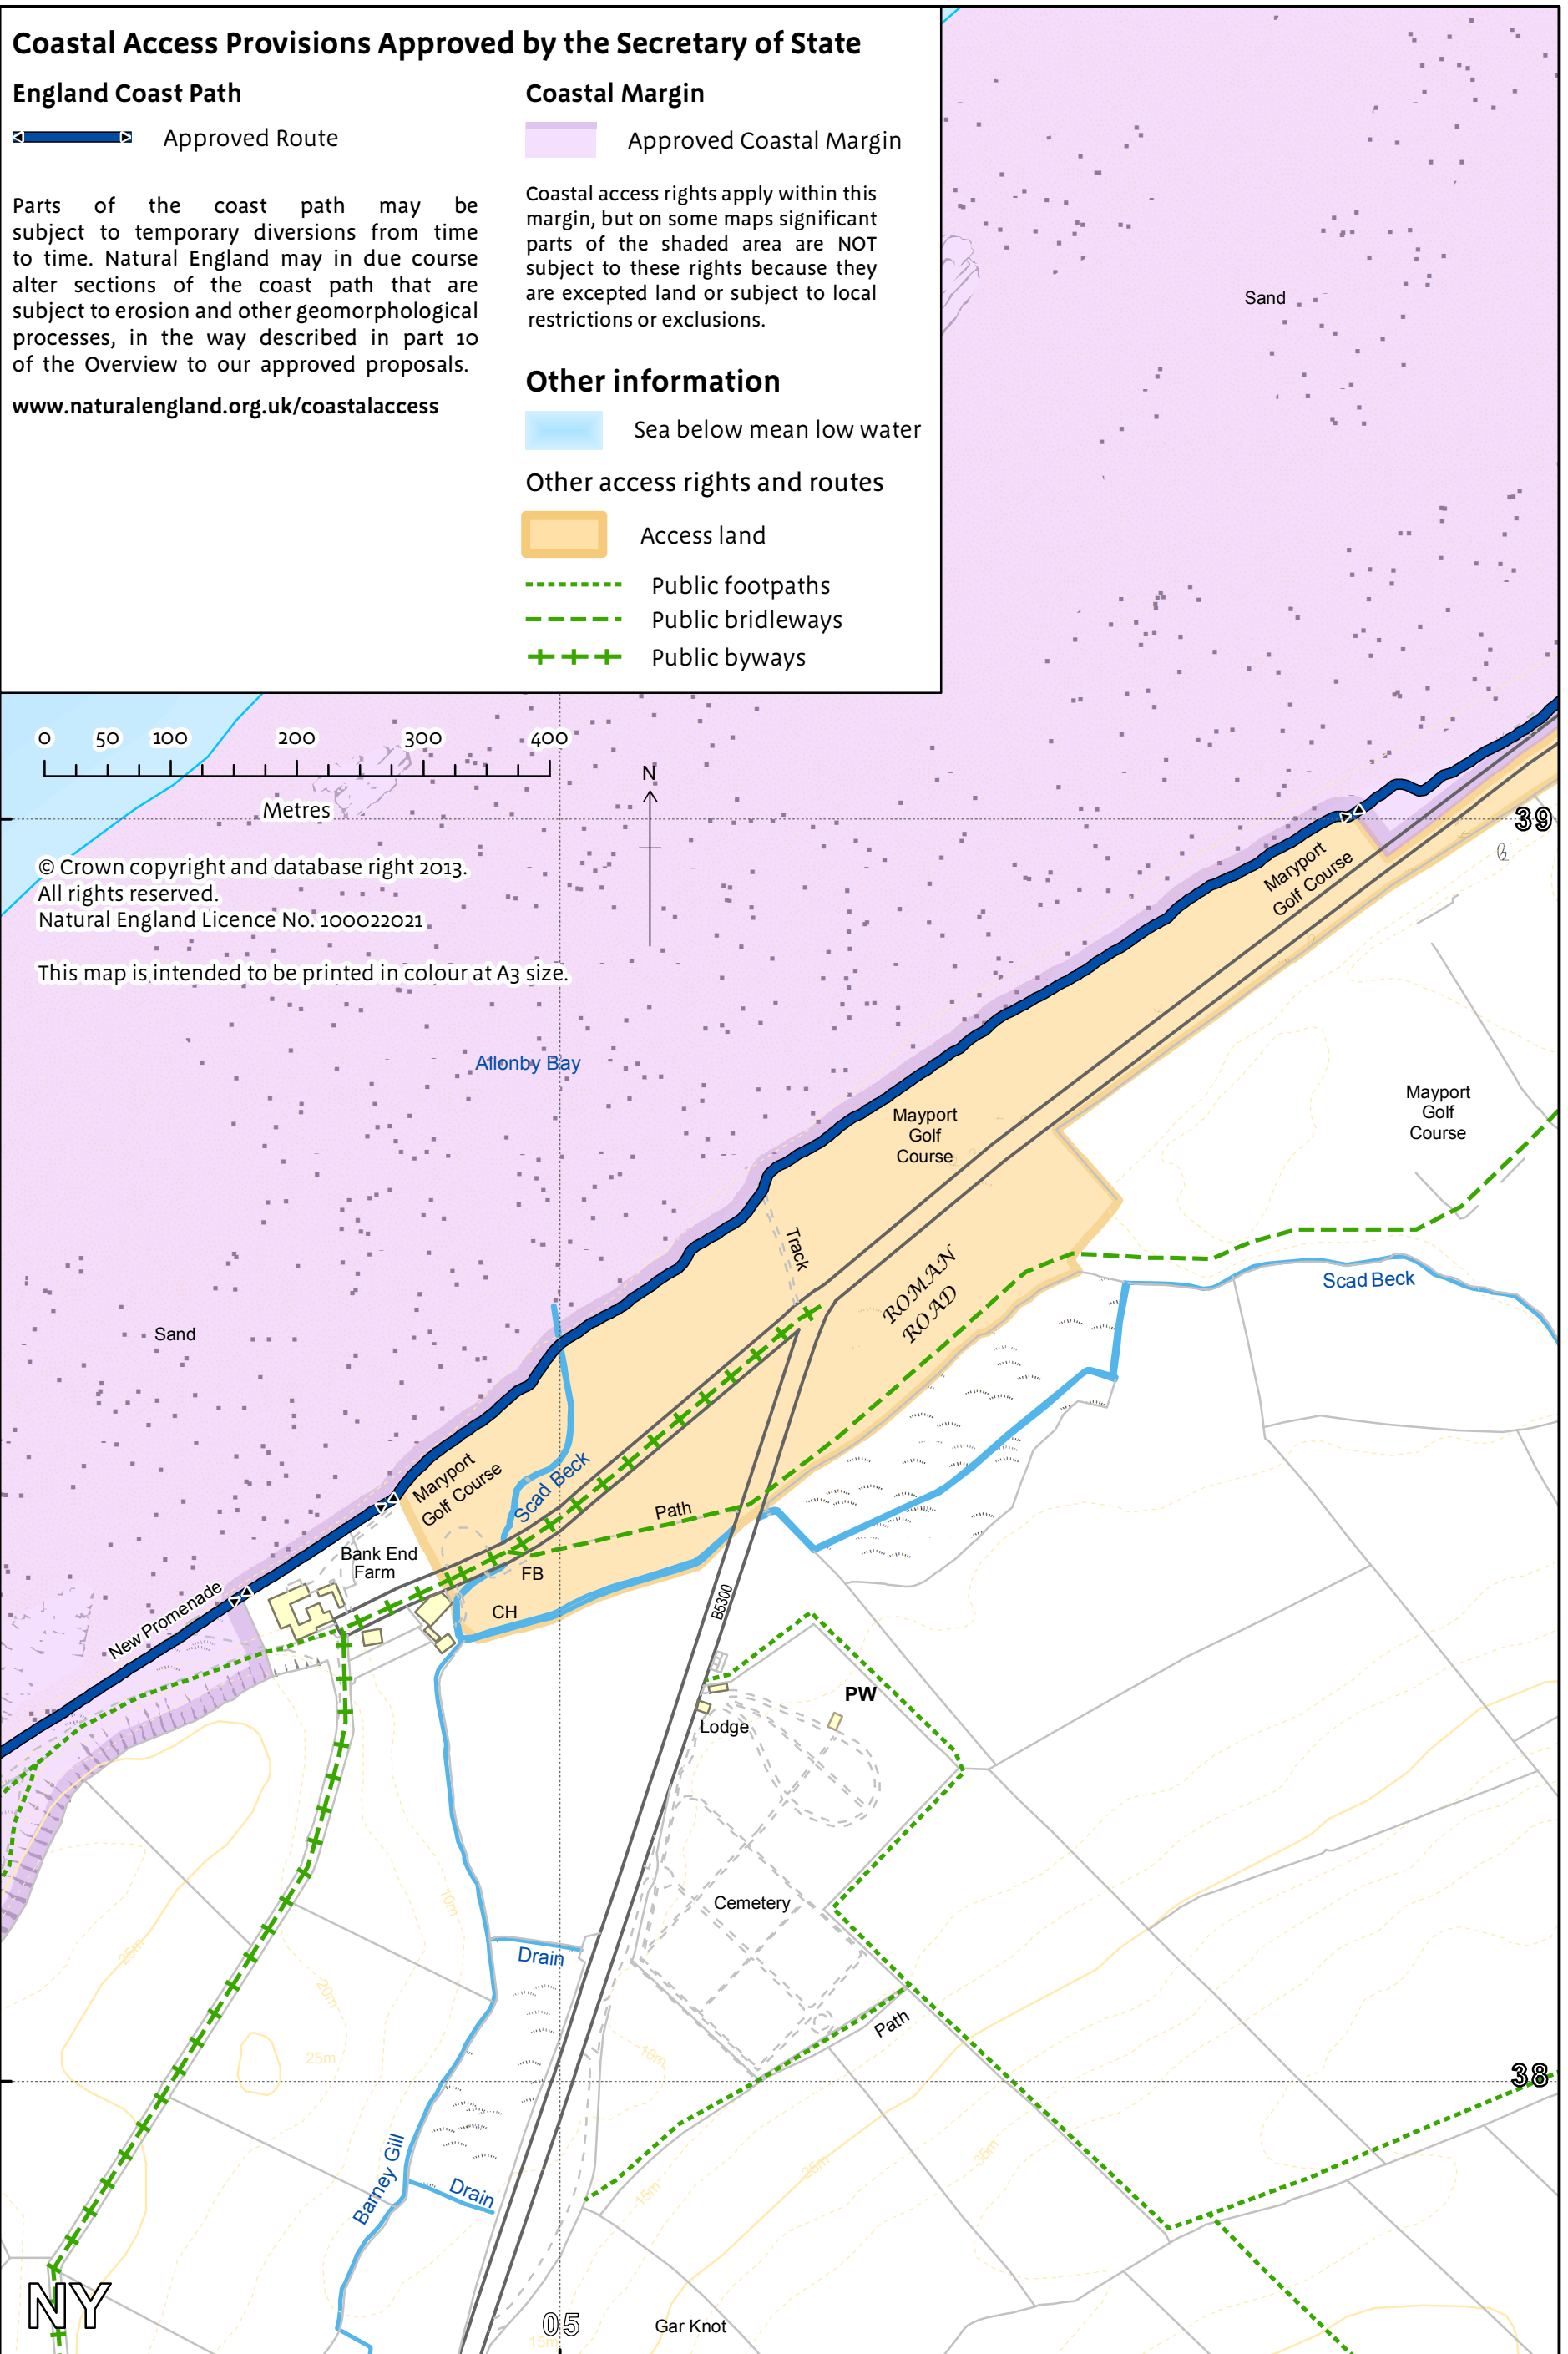 Coastal Access Provisions Approved by the Secretary of State
England Coast Path
Approved Route
Parts of the coast path may be
subject to temporary diversions from time
to time. Natural England may in due course
alter sections of the coast path that are
subject to erosion and other geomorphological
processes, in the way described in part 10
of the Overview to our approved proposals.
www.naturalengland.org.uk/coastalaccess
Coastal Margin
Approved Coastal Margin
Coastal access rights apply within this
margin, but on some maps significant
parts of the shaded area are NOT
subject to these rights because they
are excepted land or subject to local
restrictions or exclusions.
Other information
Sea below mean low water
Other access rights and routes
Access land
Public footpaths
Public bridleways
Public byways
Sand
0 50 100 200 300 400
Metres
N
39
© Crown copyright and database right 2013.
All rights reserved.
Natural England Licence No. 100022021
This map is intended to be printed in colour at A3 size.
Maryport
Golf Course
Allonby Bay
Mayport
Golf
Course
Mayport
Golf
Course
Track
ROMAN
ROAD
Scad Beck
Sand
Maryport
Golf Course
Scad Beck
Path
Bank End
Farm
FB
CH
B5300
New Promenade
PW
Lodge
Cemetery
10m
25m
Drain
20m
Path
25m
10m
38
Barney Gill
Drain
15m
25m
35m
NY
05
15m
Gar Knot